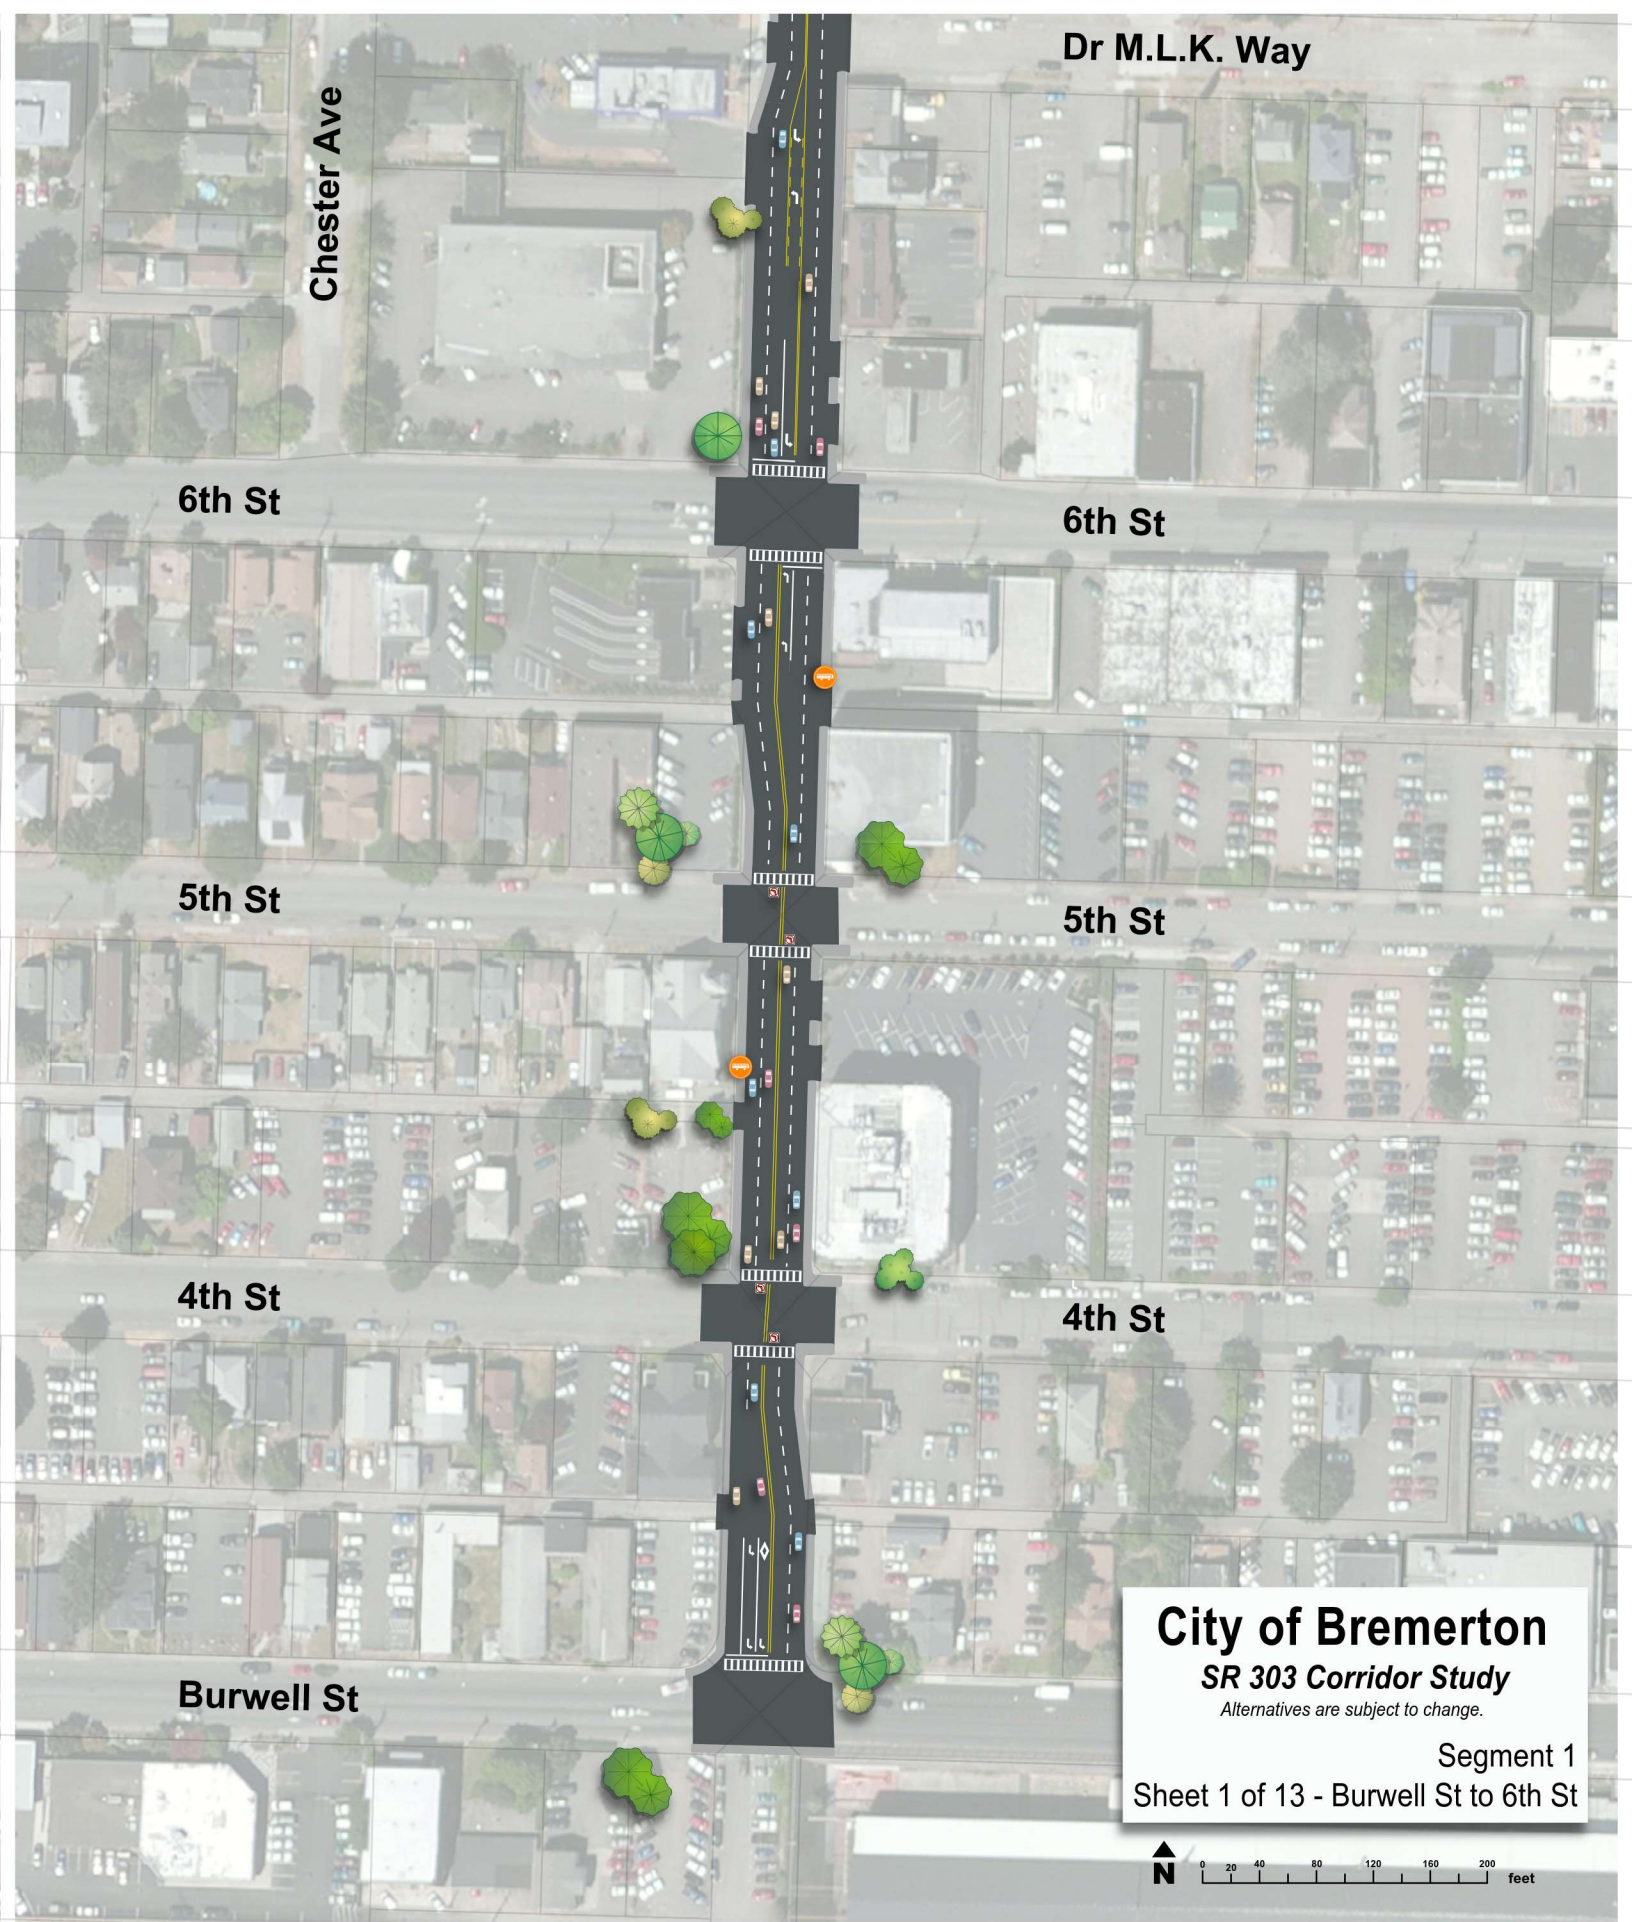 Dr M.L.K. Way
Chester Ave
6th St
6th St
5th St
5th St
4th St
4th St
Burwell St
City of Bremerton
SR 303 Corridor Study
Alternatives are subject to change.
Segment 1
Sheet 1 of 13 - Burwell St to 6th St
N
0 20 40 80 120 160 200
feet